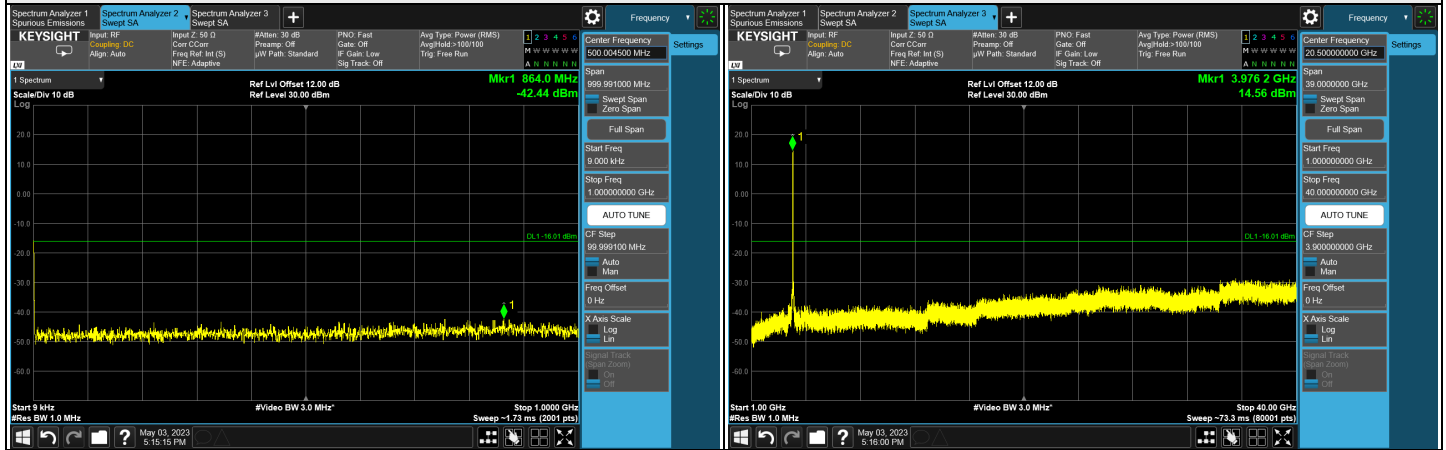 Spectrum Analyzer 1
Spurious Emissions
Spectrum Analyzer 2
Swept SA
Spectrum Analyzer 3
Swept SA
Frequency
KEYSIGHT
Input: RF
Coupling: DC
Align: Auto
Input Z: 50 Ω
Corr CCorr
Freq Ref: Int (S)
NFE: Adaptive
#Atten: 30 dB
Preamp: Off
µW Path: Standard
PNO: Fast
Gate: Off
IF Gain: Low
Sig Track: Off
Avg Type: Power (RMS)
Avg|Hold:>100/100
Trig: Free Run
1 2 3 4 5 6
M W W W W W
A N N N N N
LXI
1 Spectrum
Scale/Div 10 dB
Log
Ref Lvl Offset 12.00 dB
Ref Level 30.00 dBm
Mkr1 864.0 MHz
-42.44 dBm
20.0
10.0
0.00
-10.0
-20.0
-30.0
-40.0
-50.0
-60.0
DL1 -16.01 dBm
1
Start 9 kHz
#Res BW 1.0 MHz
#Video BW 3.0 MHz*
Stop 1.0000 GHz
Sweep ~1.73 ms (2001 pts)
May 03, 2023
5:15:15 PM
?
Center Frequency
500.004500 MHz
Settings
Span
999.991000 MHz
Swept Span
Zero Span
Full Span
Start Freq
9.000 kHz
Stop Freq
1.000000000 GHz
AUTO TUNE
CF Step
99.999100 MHz
Auto
Man
Freq Offset
0 Hz
X Axis Scale
Log
Lin
Signal Track
(Span Zoom)
On
Off
Spectrum Analyzer 1
Spurious Emissions
Spectrum Analyzer 2
Swept SA
Spectrum Analyzer 3
Swept SA
Frequency
KEYSIGHT
Input: RF
Coupling: DC
Align: Auto
Input Z: 50 Ω
Corr CCorr
Freq Ref: Int (S)
NFE: Adaptive
#Atten: 30 dB
Preamp: Off
µW Path: Standard
PNO: Fast
Gate: Off
IF Gain: Low
Sig Track: Off
Avg Type: Power (RMS)
Avg|Hold:>100/100
Trig: Free Run
1 2 3 4 5 6
M W W W W W
A N N N N N
LXI
1 Spectrum
Scale/Div 10 dB
Log
Ref Lvl Offset 12.00 dB
Ref Level 30.00 dBm
Mkr1 3.976 2 GHz
14.56 dBm
20.0
10.0
0.00
-10.0
-20.0
-30.0
-40.0
-50.0
-60.0
DL1 -16.01 dBm
1
Start 1.00 GHz
#Res BW 1.0 MHz
#Video BW 3.0 MHz*
Stop 40.00 GHz
Sweep ~73.3 ms (80001 pts)
May 03, 2023
5:16:00 PM
?
Center Frequency
20.500000000 GHz
Settings
Span
39.0000000 GHz
Swept Span
Zero Span
Full Span
Start Freq
1.000000000 GHz
Stop Freq
40.000000000 GHz
AUTO TUNE
CF Step
3.900000000 GHz
Auto
Man
Freq Offset
0 Hz
X Axis Scale
Log
Lin
Signal Track
(Span Zoom)
On
Off